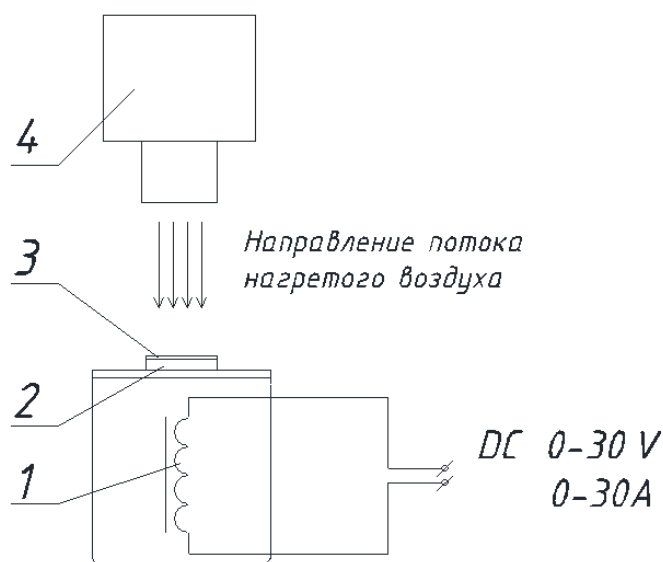 4
Направление потока
нагретого воздуха
3
2
1
DC 0-30 V
0-30A